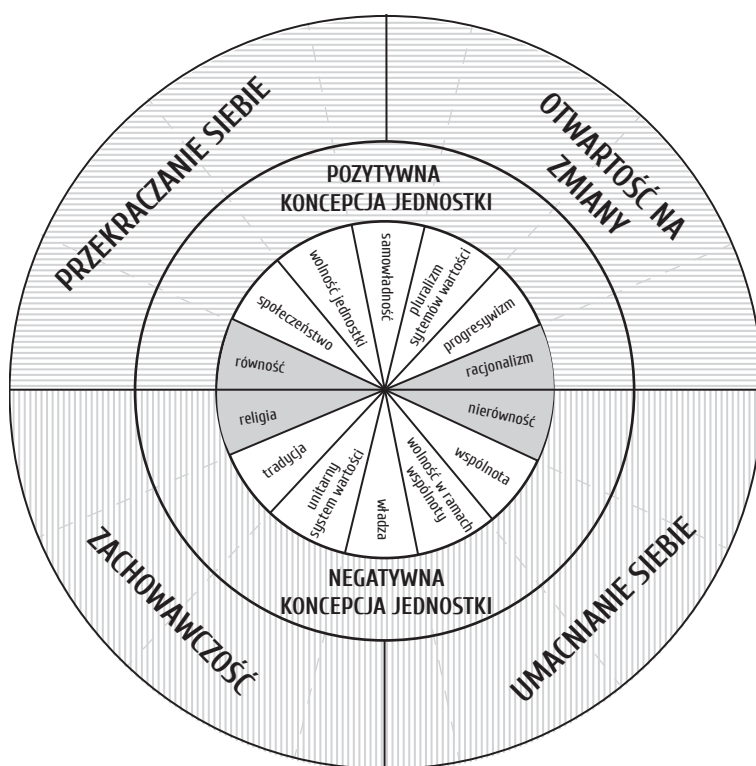 PRZEKRACZANIE SIEBIE
OTWARTOŚĆ NA
ZMIANY
POZYTYWNA
KONCEPCJA JEDNOSTKI
społeczeństwo
wolność jednostki
samowładność
pluralizm
sytemów wartości
progresywizm
równość
racjonalizm
religia
nierówność
tradycja
unitarny
system wartości
władza
wolność w ramach
wspólnoty
wspólnota
NEGATYWNA
KONCEPCJA JEDNOSTKI
ZACHOWAWCZOŚĆ
UMACNIANIE SIEBIE